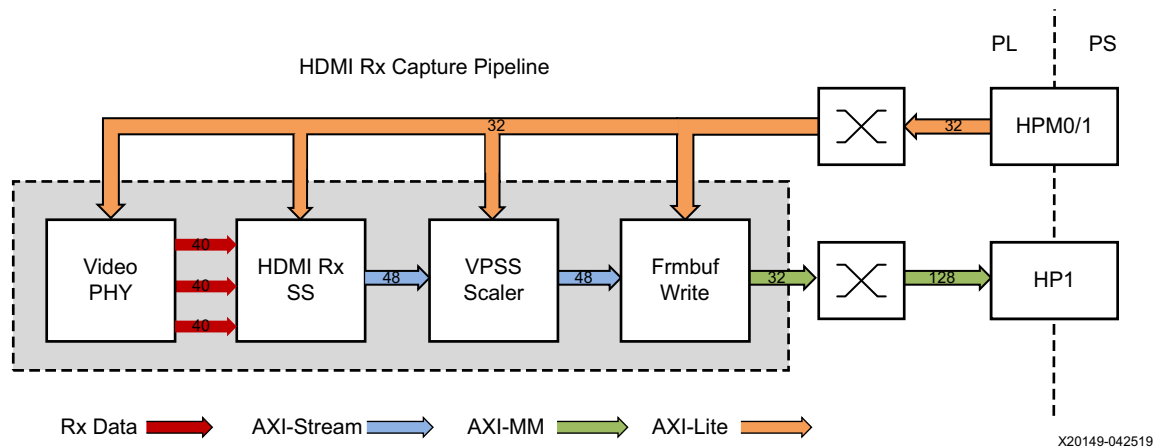 PL
PS
HDMI Rx Capture Pipeline
32
32
HPM0/1
Video
PHY
40
40
40
HDMI Rx
SS
48
VPSS
Scaler
48
Frmbuf
Write
32
128
HP1
Rx Data
AXI-Stream
AXI-MM
AXI-Lite
X20149-042519